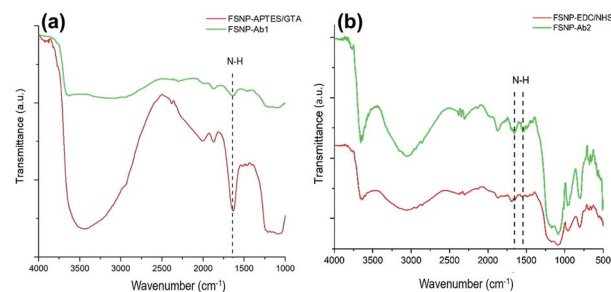 (a)
FSNP-APTES/GTA
FSNP-Ab1
N-H
Transmittance (a.u.)
4000 3500 3000 2500 2000 1500 1000
Wavenumber (cm⁻¹)
(b)
FSNP-EDC/NHS
FSNP-Ab2
N-H
Transmittance (a.u.)
4000 3500 3000 2500 2000 1500 1000 500
Wavenumber (cm⁻¹)